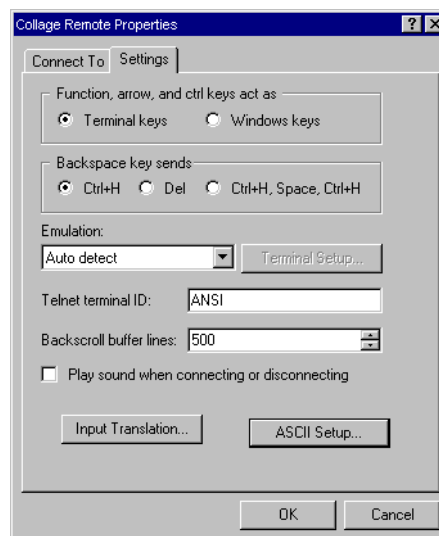 Collage Remote Properties
Connect To Settings
Function, arrow, and ctrl keys act as
Terminal keys Windows keys
Backspace key sends
Ctrl+H Del Ctrl+H, Space, Ctrl+H
Emulation:
Auto detect Terminal Setup...
Telnet terminal ID: ANSI
Backscroll buffer lines: 500
Play sound when connecting or disconnecting
Input Translation... ASCII Setup...
OK Cancel